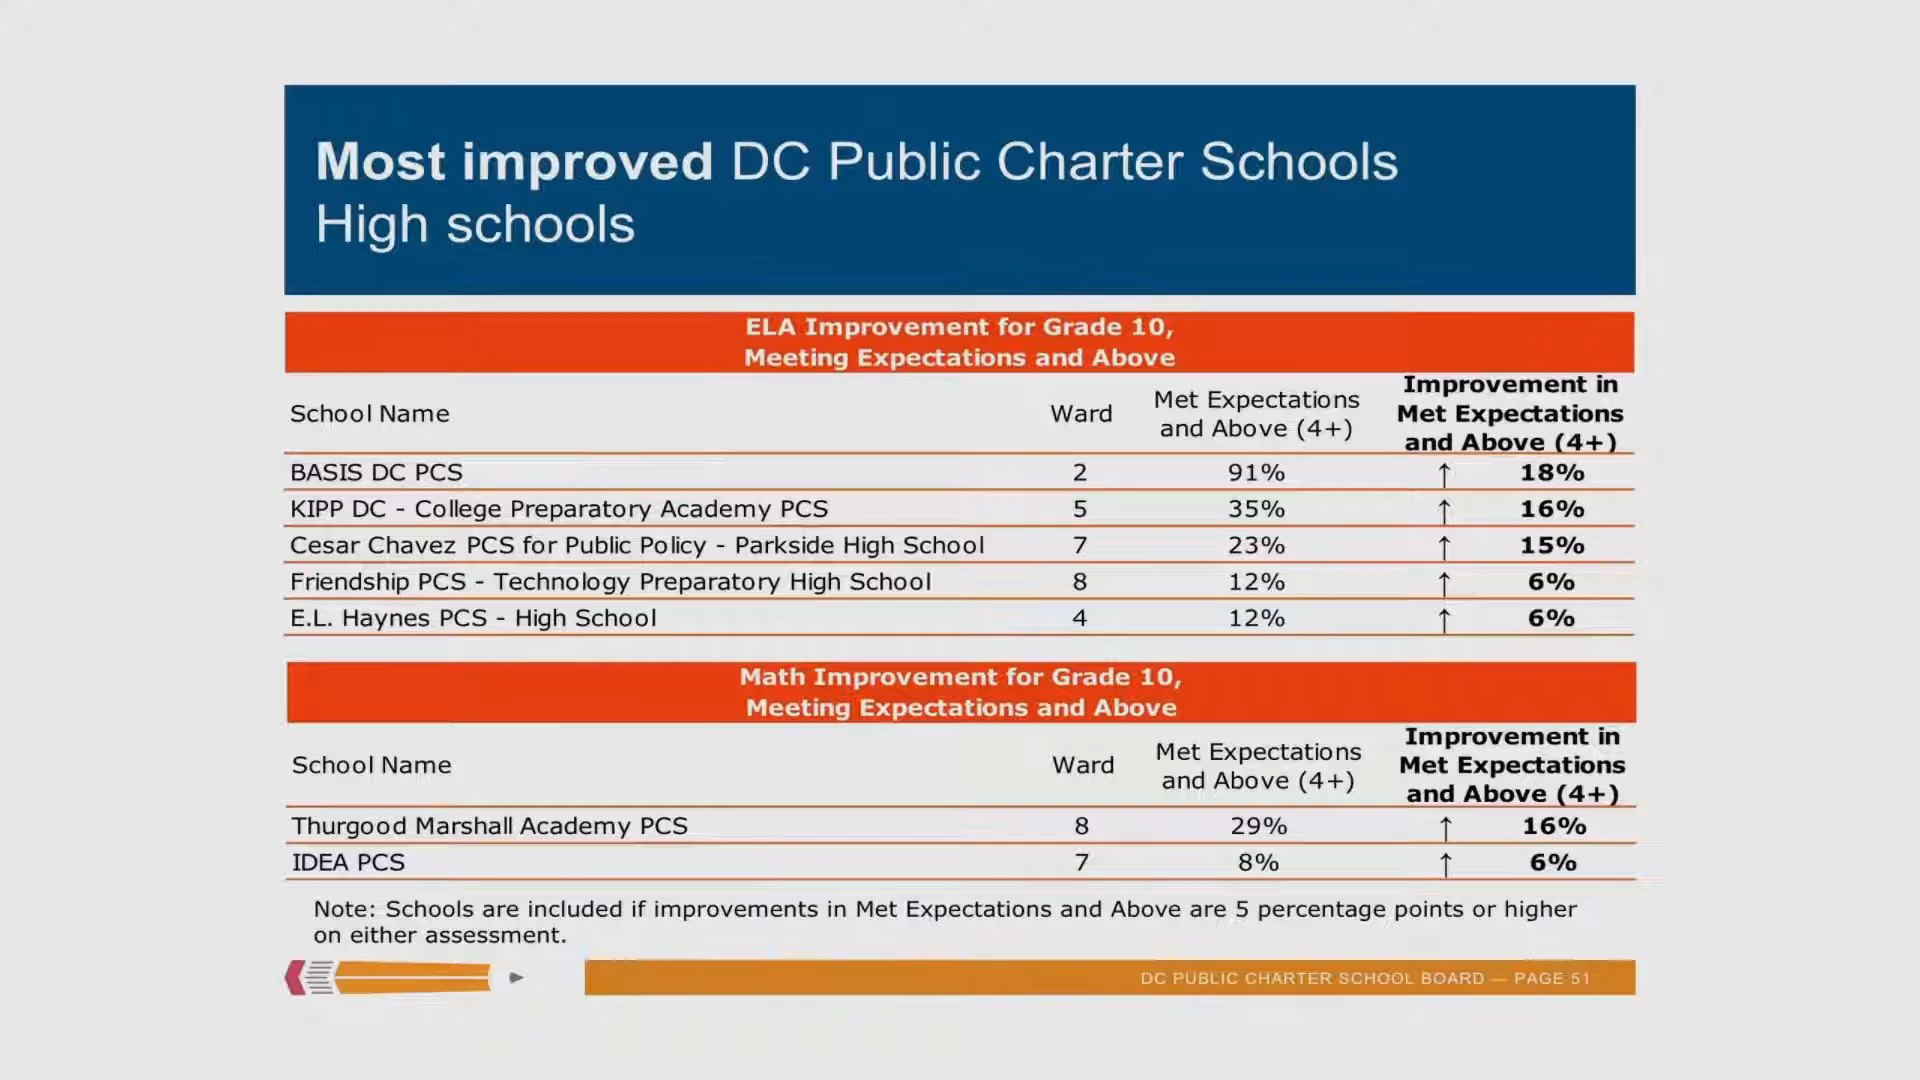 Most improved DC Public Charter Schools
High schools
ELA Improvement for Grade 10,
Meeting Expectations and Above
School Name Ward Met Expectations and Above (4+) Improvement in Met Expectations and Above (4+)
BASIS DC PCS 2 91% ↑ 18%
KIPP DC - College Preparatory Academy PCS 5 35% ↑ 16%
Cesar Chavez PCS for Public Policy - Parkside High School 7 23% ↑ 15%
Friendship PCS - Technology Preparatory High School 8 12% ↑ 6%
E.L. Haynes PCS - High School 4 12% ↑ 6%
Math Improvement for Grade 10,
Meeting Expectations and Above
School Name Ward Met Expectations and Above (4+) Improvement in Met Expectations and Above (4+)
Thurgood Marshall Academy PCS 8 29% ↑ 16%
IDEA PCS 7 8% ↑ 6%
Note: Schools are included if improvements in Met Expectations and Above are 5 percentage points or higher
on either assessment.
DC PUBLIC CHARTER SCHOOL BOARD — PAGE 51